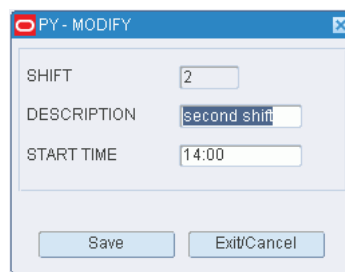 PY - MODIFY
SHIFT 2
DESCRIPTION second shift
START TIME 14:00
Save Exit/Cancel